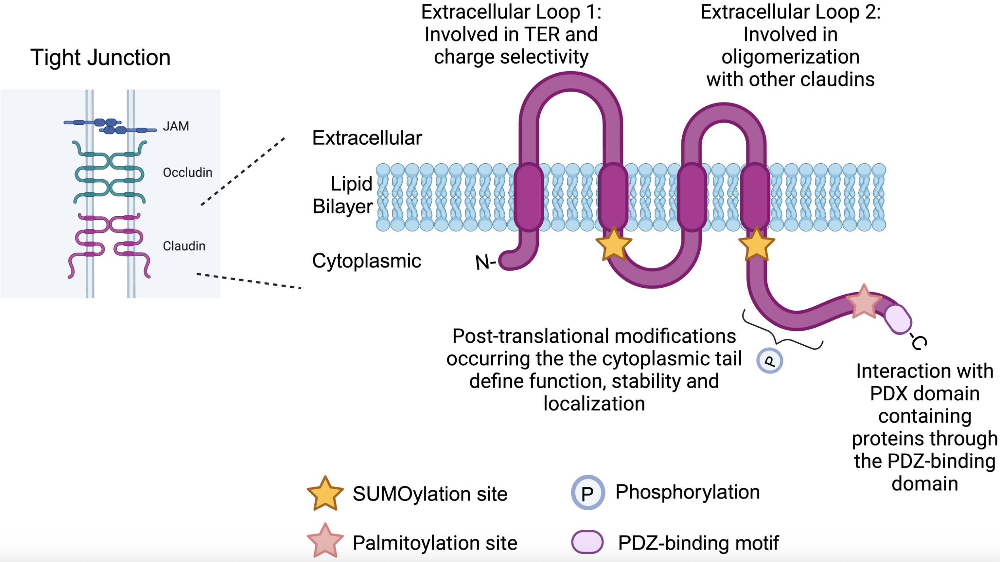 Tight Junction
JAM
Occludin
Claudin
Extracellular Loop 1:
Involved in TER and
charge selectivity
Extracellular Loop 2:
Involved in
oligomerization
with other claudins
Extracellular
Lipid
Bilayer
Cytoplasmic
N-
-C
Post-translational modifications
occurring the the cytoplasmic tail
define function, stability and
localization
P
Interaction with
PDX domain
containing
proteins through
the PDZ-binding
domain
SUMOylation site
P Phosphorylation
Palmitoylation site
PDZ-binding motif